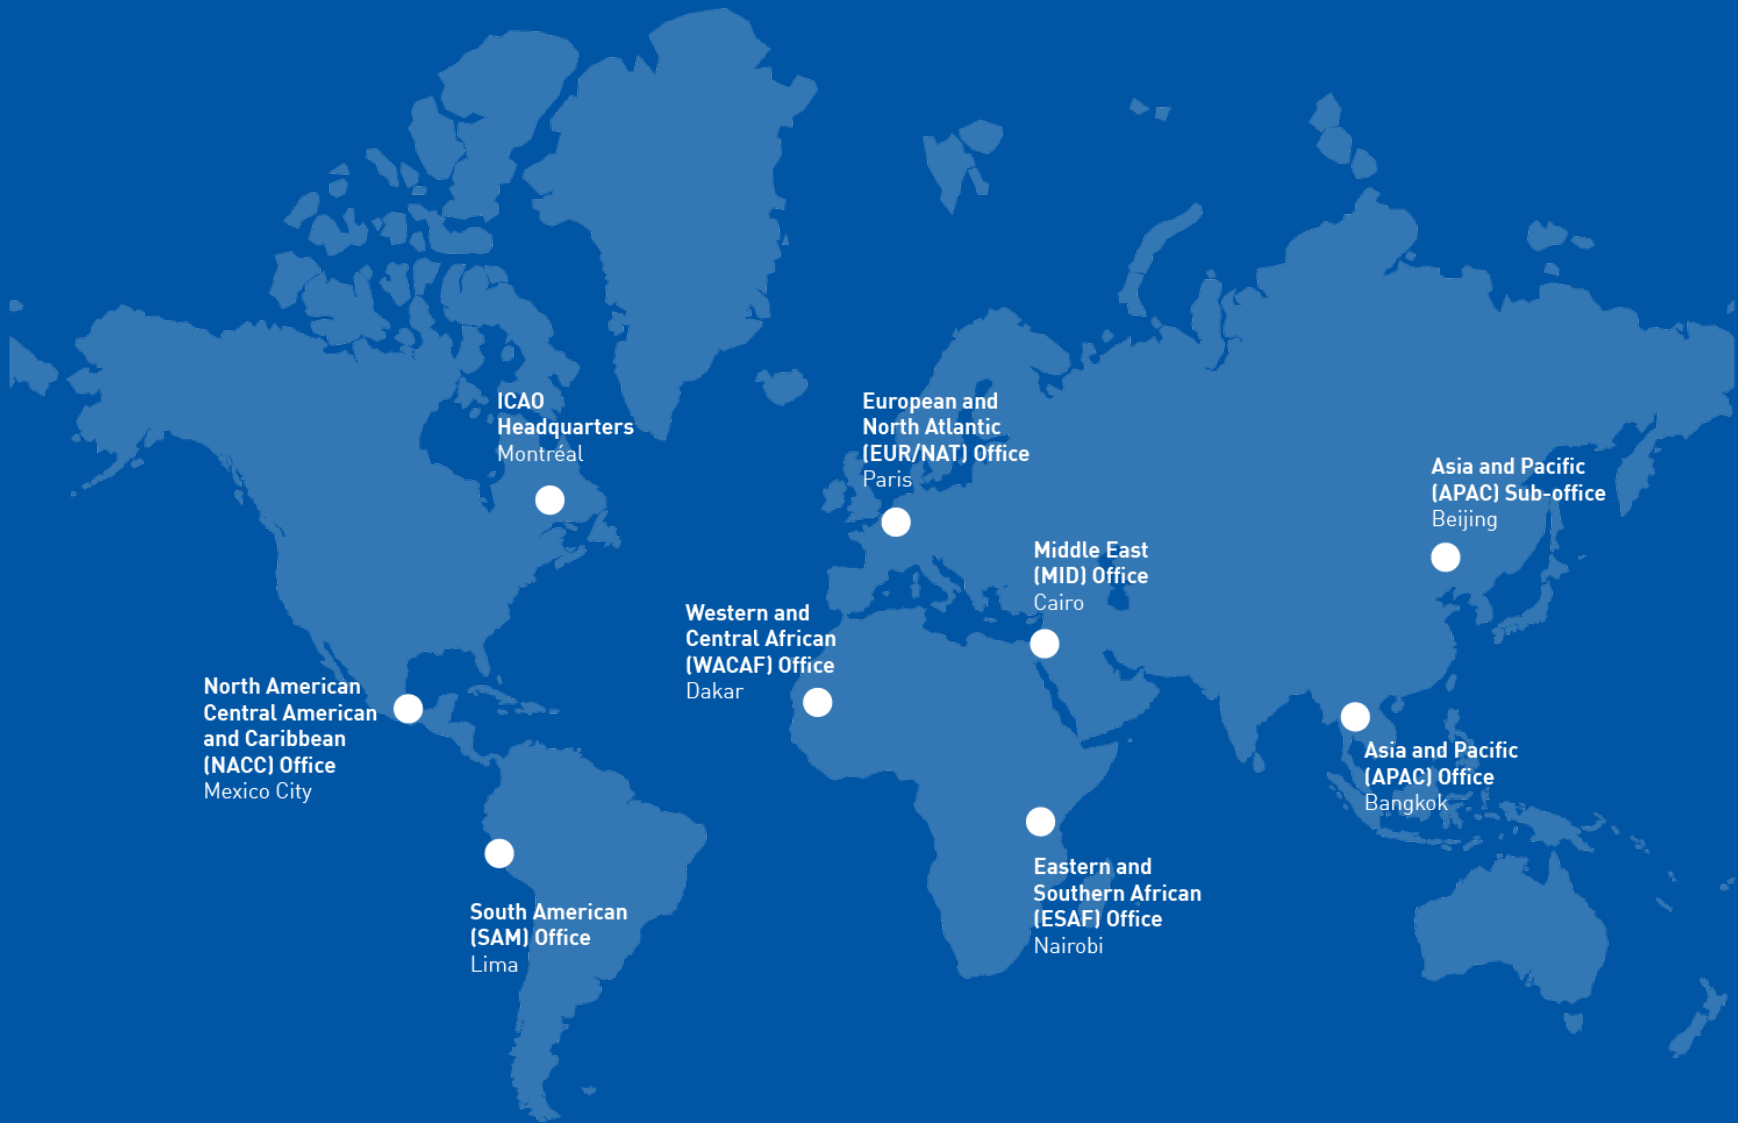 ICAO
Headquarters
Montréal
European and
North Atlantic
(EUR/NAT) Office
Paris
Asia and Pacific
(APAC) Sub-office
Beijing
Middle East
(MID) Office
Cairo
Western and
Central African
(WACAF) Office
Dakar
North American
Central American
and Caribbean
(NACC) Office
Mexico City
Asia and Pacific
(APAC) Office
Bangkok
Eastern and
Southern African
(ESAF) Office
Nairobi
South American
(SAM) Office
Lima